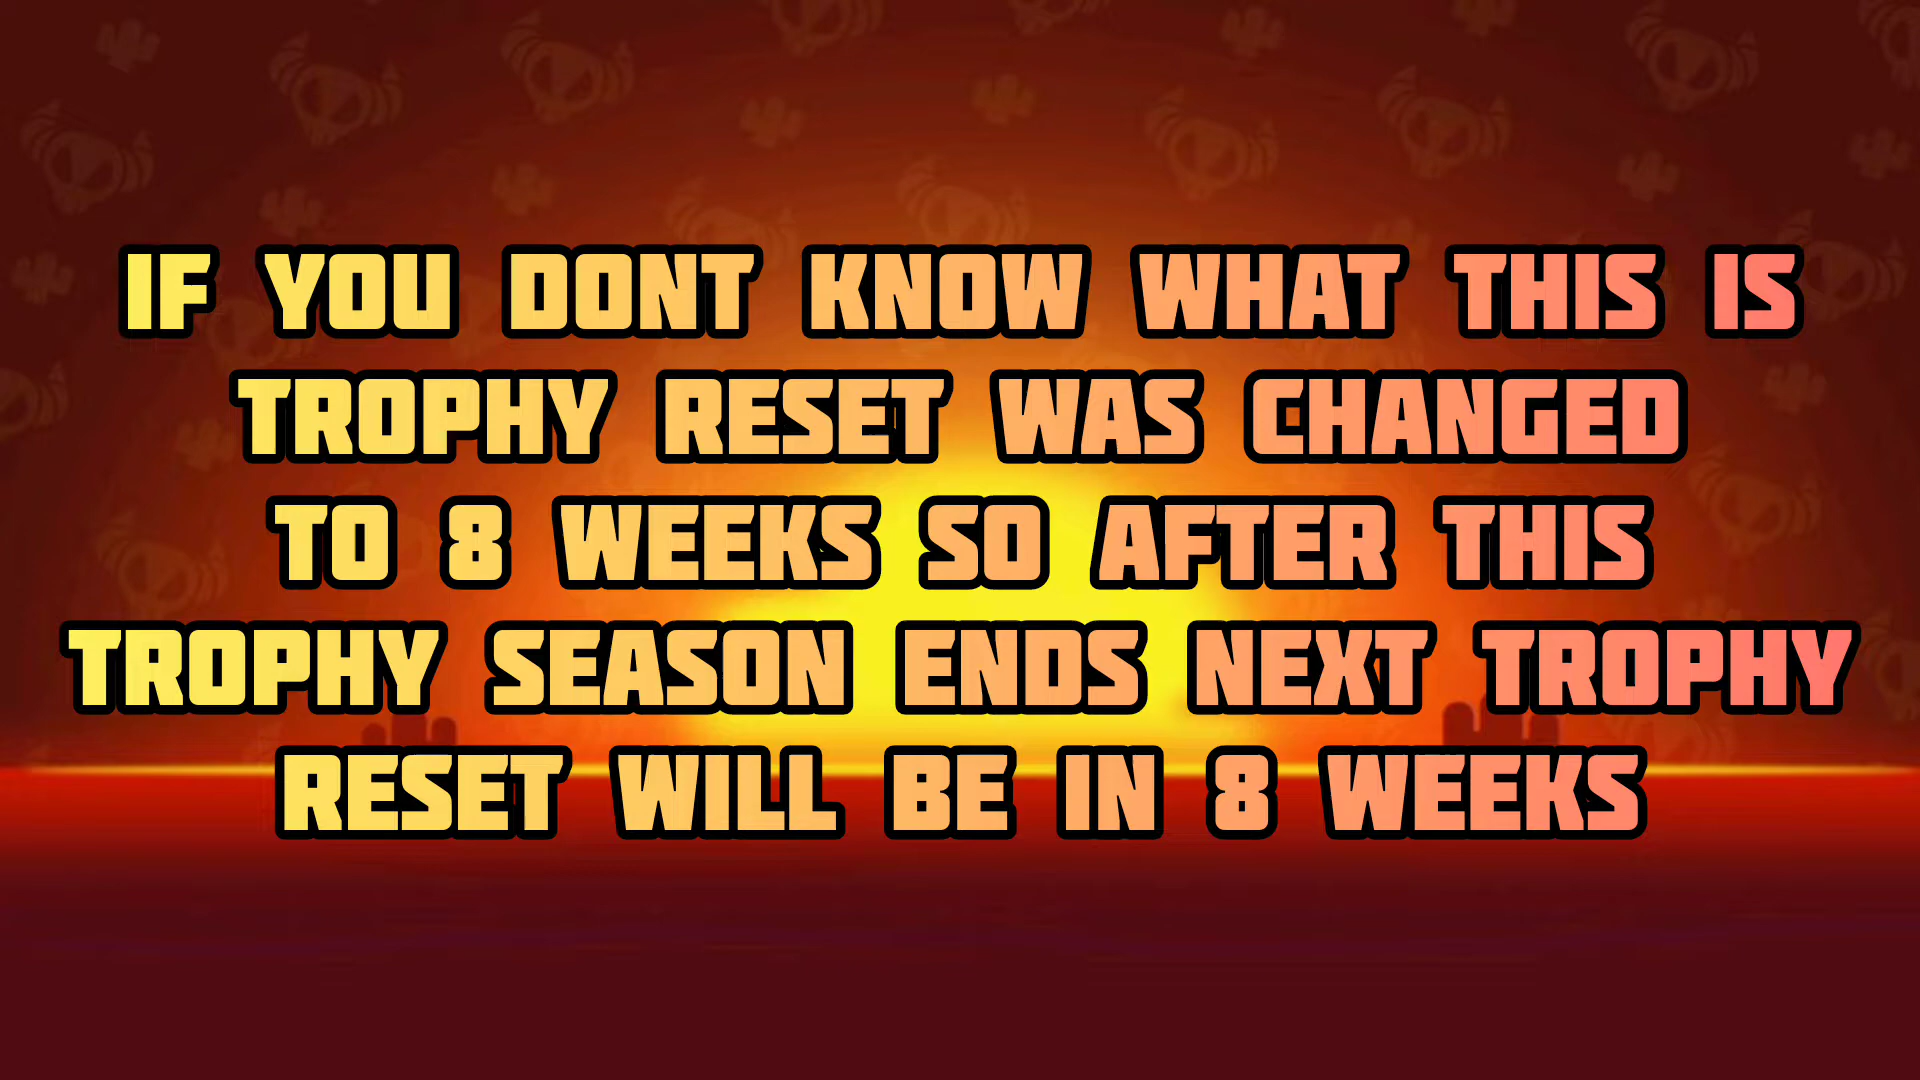 IF YOU DONT KNOW WHAT THIS IS
TROPHY RESET WAS CHANGED
TO 8 WEEKS SO AFTER THIS
TROPHY SEASON ENDS NEXT TROPHY
RESET WILL BE IN 8 WEEKS